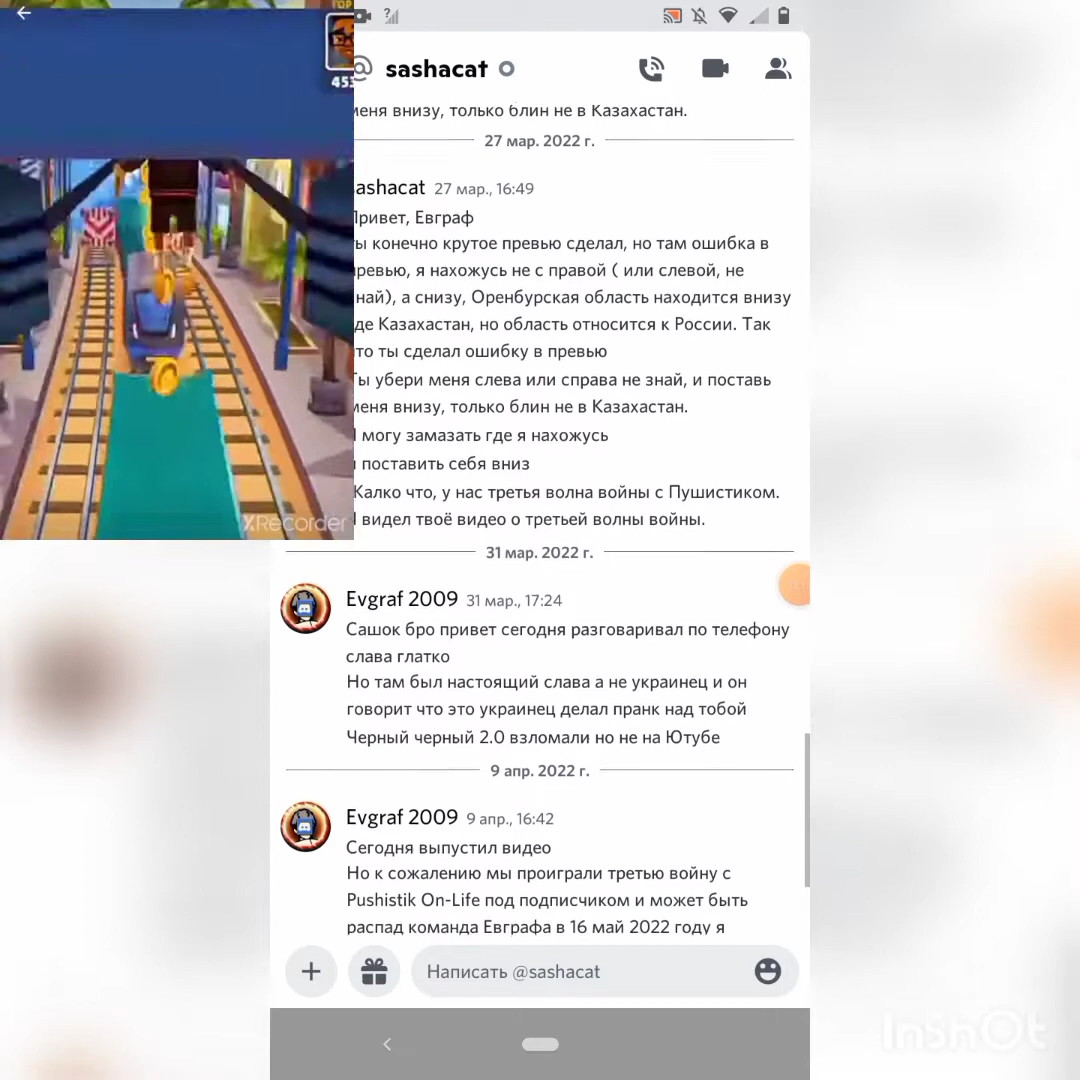 TOP
453
sashacat
меня внизу, только блин не в Казахастан.
27 мар. 2022 г.
sashacat 27 мар., 16:49
Привет, Евграф
ты конечно крутое превью сделал, но там ошибка в
превью, я нахожусь не с правой ( или слевой, не
знай), а снизу, Оренбурская область находится внизу
где Казахастан, но область относится к России. Так
что ты сделал ошибку в превью
Ты убери меня слева или справа не знай, и поставь
меня внизу, только блин не в Казахастан.
Я могу замазать где я нахожусь
и поставить себя вниз
Жалко что, у нас третья волна войны с Пушистиком.
Я видел твоё видео о третьей волны войны.
XRecorder
31 мар. 2022 г.
Evgraf 2009 31 мар., 17:24
Сашок бро привет сегодня разговаривал по телефону
слава глатко
Но там был настоящий слава а не украинец и он
говорит что это украинец делал пранк над тобой
Черный черный 2.0 взломали но не на Ютубе
9 апр. 2022 г.
Evgraf 2009 9 апр., 16:42
Сегодня выпустил видео
Но к сожалению мы проиграли третью войну с
Pushistik On-Life под подписчиком и может быть
распад команда Евграфа в 16 май 2022 году я
Написать @sashacat
InShOt